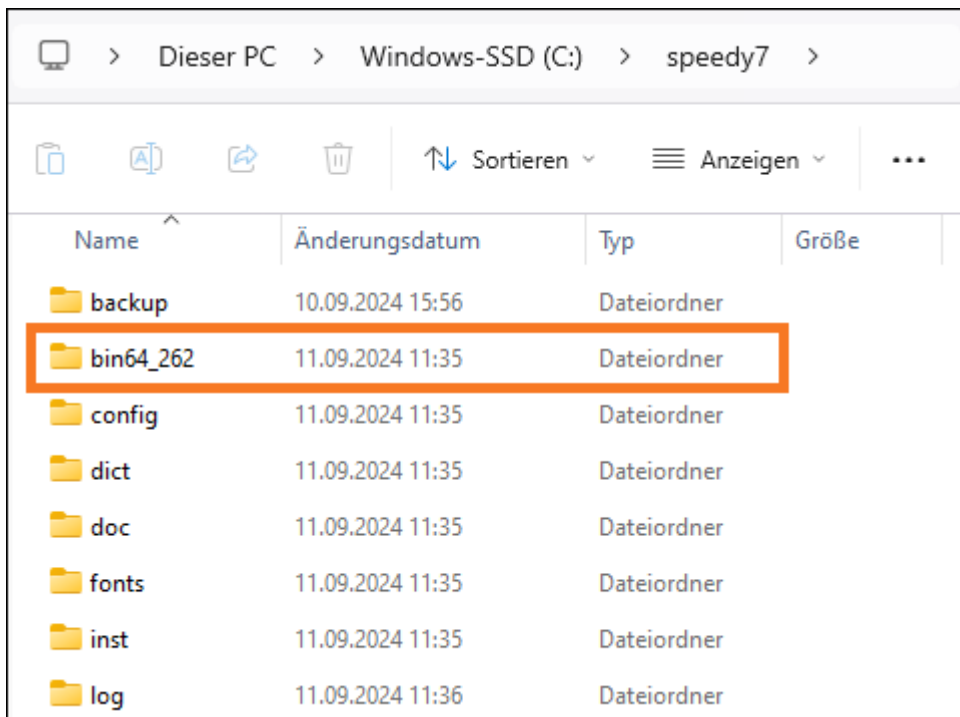 Dieser PC > Windows-SSD (C:) > speedy7 >
Sortieren Anzeigen
Name Änderungsdatum Typ Größe
backup 10.09.2024 15:56 Dateiordner
bin64_262 11.09.2024 11:35 Dateiordner
config 11.09.2024 11:35 Dateiordner
dict 11.09.2024 11:35 Dateiordner
doc 11.09.2024 11:35 Dateiordner
fonts 11.09.2024 11:35 Dateiordner
inst 11.09.2024 11:35 Dateiordner
log 11.09.2024 11:36 Dateiordner